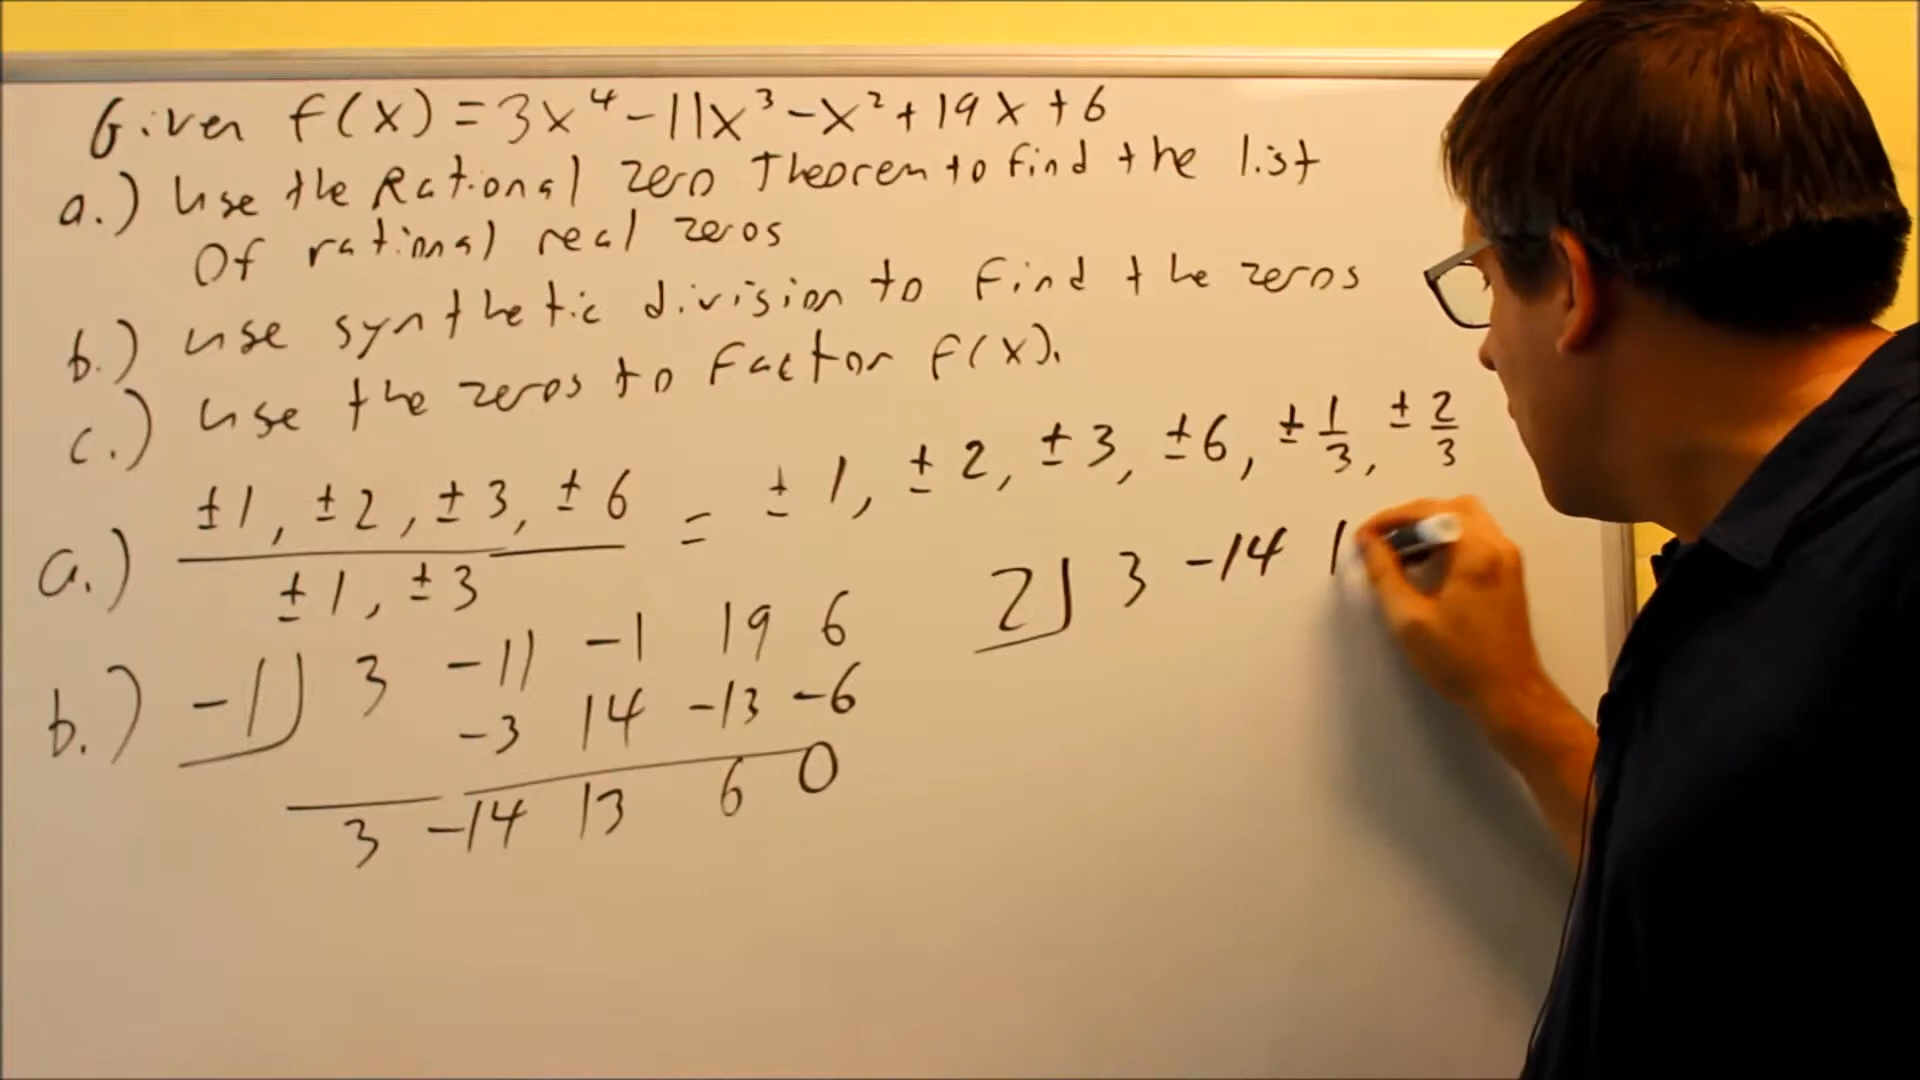 Given f(x) = 3x⁴ - 11x³ - x² + 19x + 6
a.) Use the Rational Zero Theorem to find the list
of rational real zeros
b.) Use synthetic division to find the zeros
c.) Use the zeros to factor f(x).
a.) ±1, ±2, ±3, ±6 = ±1, ±2, ±3, ±6, ±1/3, ±2/3
±1, ±3
b.) -1) 3 -11 -1 19 6
-3 14 -13 -6
3 -14 13 6 0
2) 3 -14 1